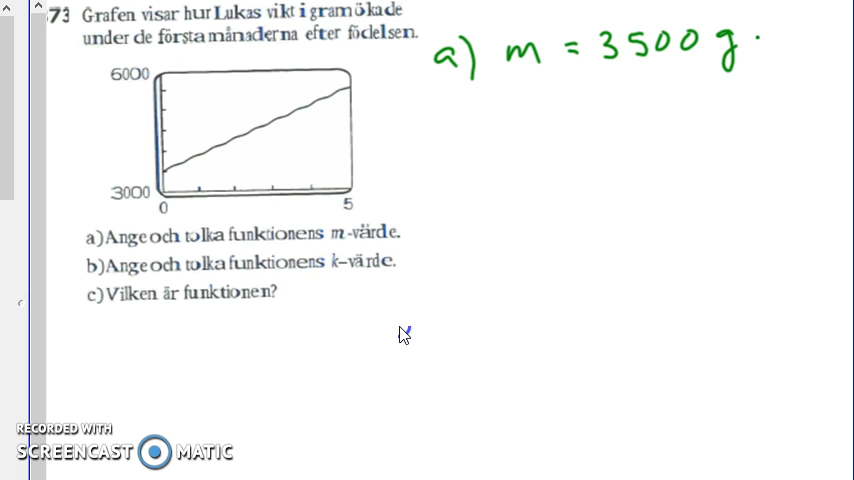 73 Grafen visar hur Lukas vikt i gram ökade
under de första månaderna efter födelsen.
a) m = 3500 g.
6000
3000
0 5
a) Ange och tolka funktionens m-värde.
b) Ange och tolka funktionens k-värde.
c) Vilken är funktionen?
RECORDED WITH
SCREENCAST MATIC